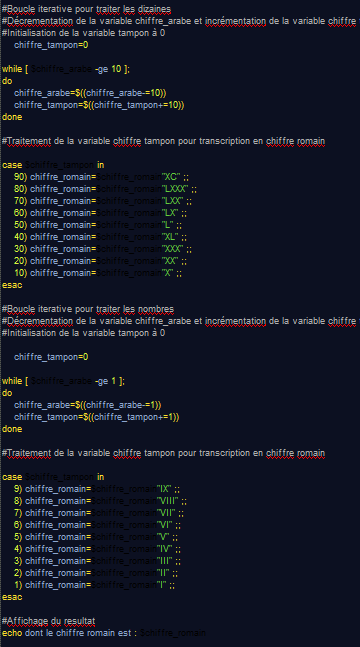 #Boucle iterative pour traiter les dizaines
#Décrementation de la variable chiffre_arabe et incrémentation de la variable chiffre
#Initialisation de la variable tampon à 0
chiffre_tampon=0
while [ $chiffre_arabe -ge 10 ];
do
chiffre_arabe=$((chiffre_arabe-=10))
chiffre_tampon=$((chiffre_tampon+=10))
done
#Traitement de la variable chiffre tampon pour transcription en chiffre romain
case $chiffre_tampon in
90) chiffre_romain=$chiffre_romain"XC" ;;
80) chiffre_romain=$chiffre_romain"LXXX" ;;
70) chiffre_romain=$chiffre_romain"LXX" ;;
60) chiffre_romain=$chiffre_romain"LX" ;;
50) chiffre_romain=$chiffre_romain"L" ;;
40) chiffre_romain=$chiffre_romain"XL" ;;
30) chiffre_romain=$chiffre_romain"XXX" ;;
20) chiffre_romain=$chiffre_romain"XX" ;;
10) chiffre_romain=$chiffre_romain"X" ;;
esac
#Boucle iterative pour traiter les nombres
#Décrementation de la variable chiffre_arabe et incrémentation de la variable chiffre
#Initialisation de la variable tampon à 0
chiffre_tampon=0
while [ $chiffre_arabe -ge 1 ];
do
chiffre_arabe=$((chiffre_arabe-=1))
chiffre_tampon=$((chiffre_tampon+=1))
done
#Traitement de la variable chiffre tampon pour transcription en chiffre romain
case $chiffre_tampon in
9) chiffre_romain=$chiffre_romain"IX" ;;
8) chiffre_romain=$chiffre_romain"VIII" ;;
7) chiffre_romain=$chiffre_romain"VII" ;;
6) chiffre_romain=$chiffre_romain"VI" ;;
5) chiffre_romain=$chiffre_romain"V" ;;
4) chiffre_romain=$chiffre_romain"IV" ;;
3) chiffre_romain=$chiffre_romain"III" ;;
2) chiffre_romain=$chiffre_romain"II" ;;
1) chiffre_romain=$chiffre_romain"I" ;;
esac
#Affichage du resultat
echo dont le chiffre romain est : $chiffre_romain